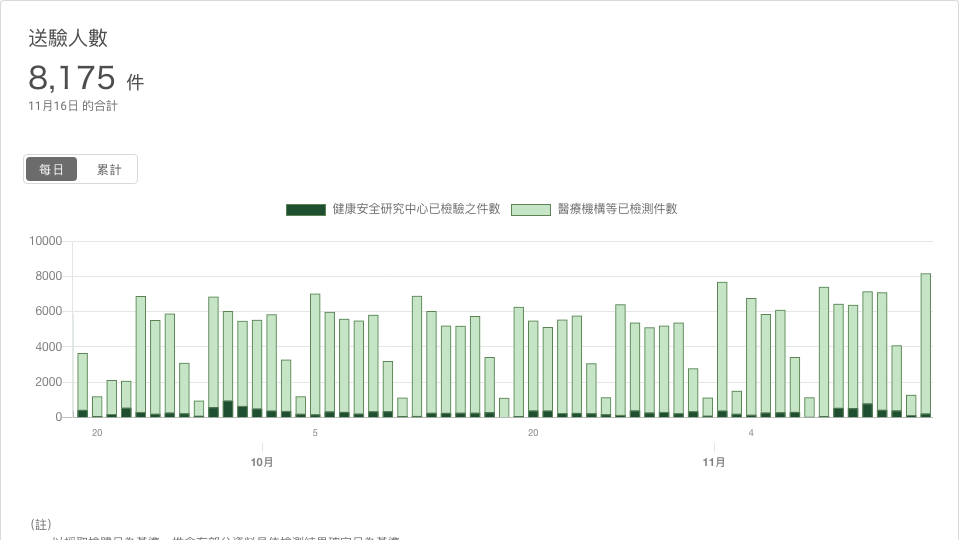 送驗人數
8,175 件
11月16日 的合計
每日 累計
健康安全研究中心已檢驗之件數 醫療機構等已檢測件數
10000
8000
6000
4000
2000
0
20 5 20 4
10月 11月
（註）